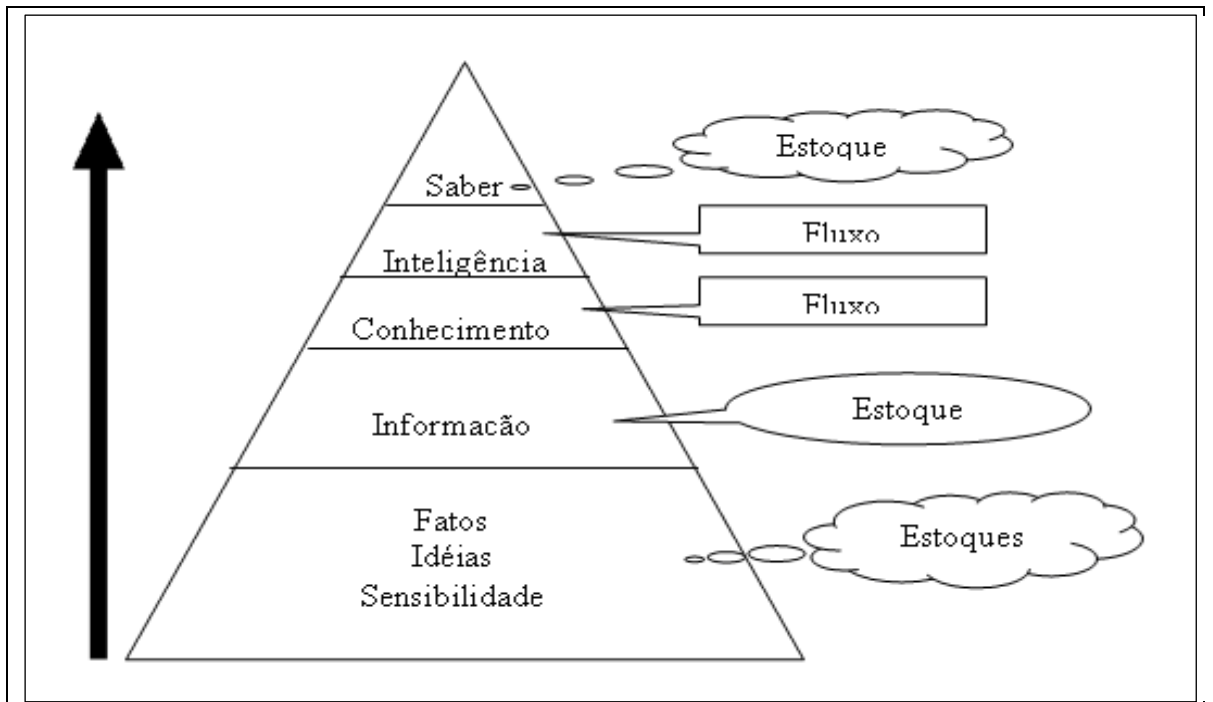 Estoque
Saber
Fluxo
Inteligência
Fluxo
Conhecimento
Estoque
Informacão
Fatos
Idéias
Sensibilidade
Estoques